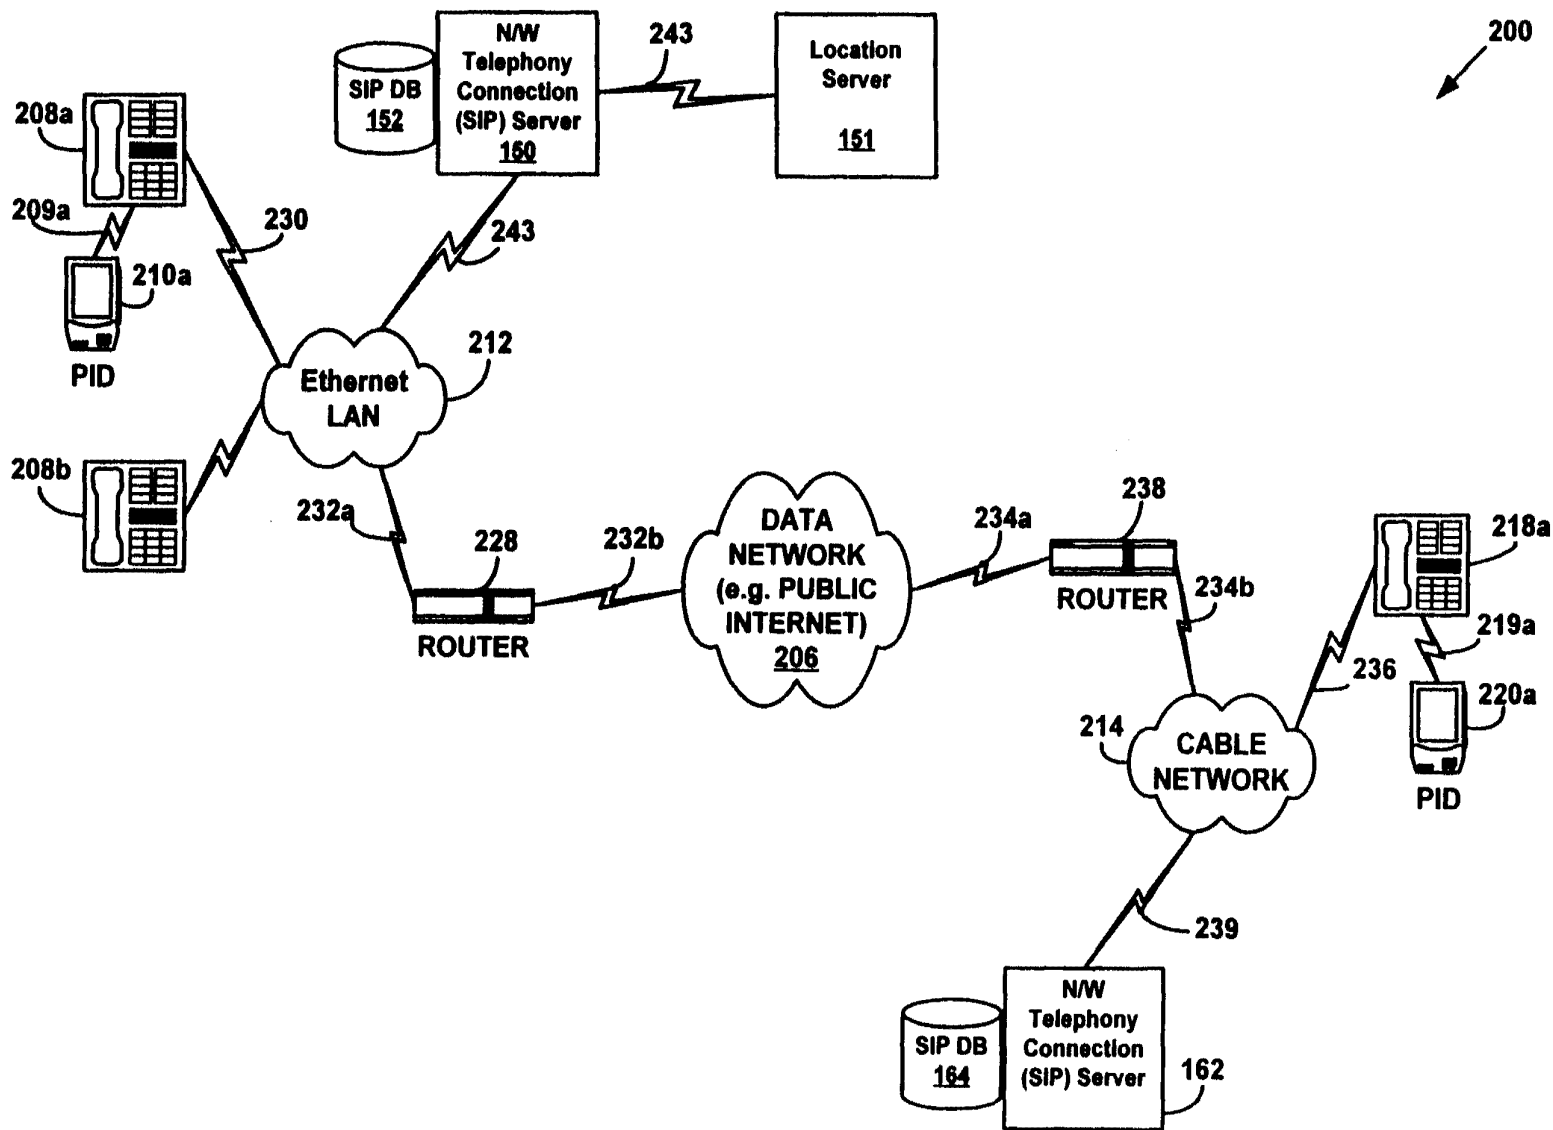 200
N/W
Telephony
Connection
(SIP) Server
150
SIP DB
152
243
Location
Server
151
208a
209a
210a
PID
230
243
212
Ethernet
LAN
208b
232a
228
ROUTER
232b
DATA
NETWORK
(e.g. PUBLIC
INTERNET)
206
234a
238
ROUTER
234b
218a
219a
236
220a
PID
214
CABLE
NETWORK
239
N/W
Telephony
Connection
(SIP) Server
SIP DB
164
162